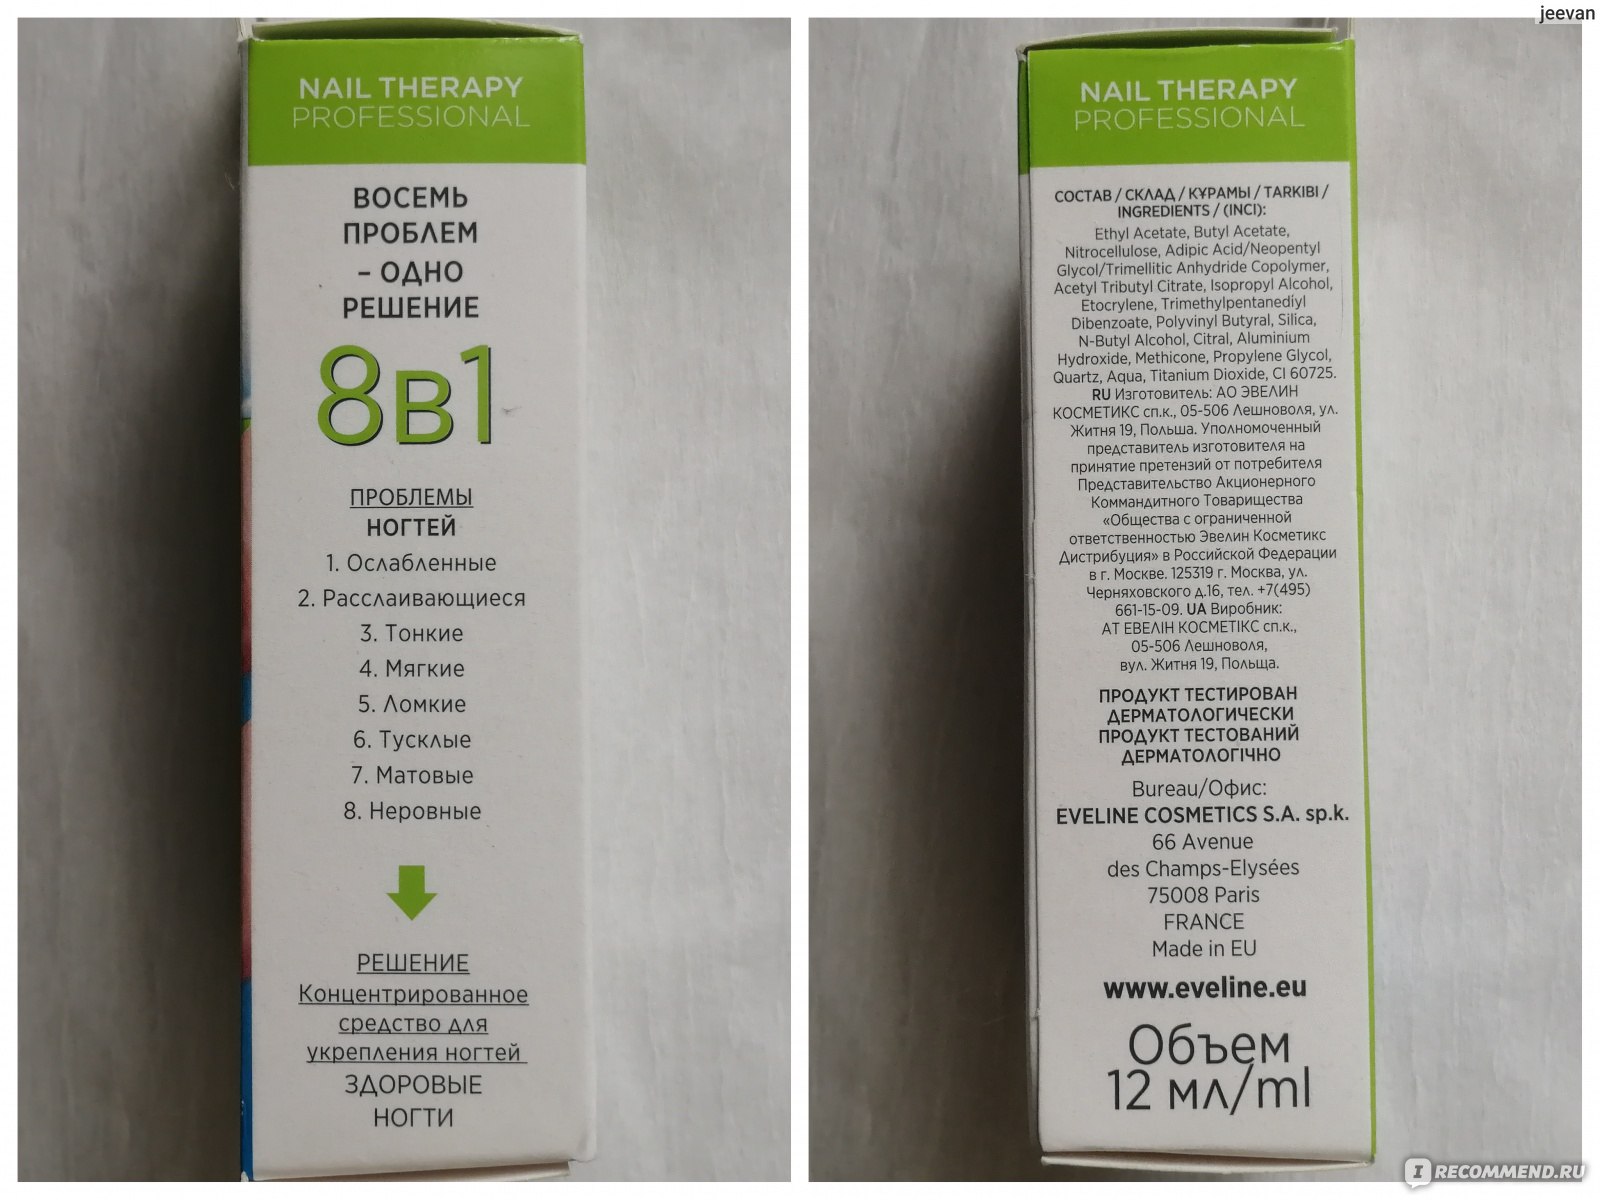 jeevan
NAIL THERAPY
PROFESSIONAL
ВОСЕМЬ
ПРОБЛЕМ
– ОДНО
РЕШЕНИЕ
8в1
ПРОБЛЕМЫ
НОГТЕЙ
1. Ослабленные
2. Расслаивающиеся
3. Тонкие
4. Мягкие
5. Ломкие
6. Тусклые
7. Матовые
8. Неровные
РЕШЕНИЕ
Концентрированное
средство для
укрепления ногтей
ЗДОРОВЫЕ
НОГТИ
NAIL THERAPY
PROFESSIONAL
СОСТАВ / СКЛАД / ҚҰРАМЫ / TARKIBI /
INGREDIENTS / (INCI):
Ethyl Acetate, Butyl Acetate,
Nitrocellulose, Adipic Acid/Neopentyl
Glycol/Trimellitic Anhydride Copolymer,
Acetyl Tributyl Citrate, Isopropyl Alcohol,
Etocrylene, Trimethylpentanediyl
Dibenzoate, Polyvinyl Butyral, Silica,
N-Butyl Alcohol, Citral, Aluminium
Hydroxide, Methicone, Propylene Glycol,
Quartz, Aqua, Titanium Dioxide, CI 60725.
RU Изготовитель: АО ЭВЕЛИН
КОСМЕТИКС сп.к., 05-506 Лешноволя, ул.
Житня 19, Польша. Уполномоченный
представитель изготовителя на
принятие претензий от потребителя
Представительство Акционерного
Коммандитного Товарищества
«Общества с ограниченной
ответственностью Эвелин Косметикс
Дистрибуция» в Российской Федерации
в г. Москве. 125319 г. Москва, ул.
Черняховского д.16, тел. +7(495)
661-15-09. UA Виробник:
АТ ЕВЕЛІН КОСМЕТІКС сп.к.,
05-506 Лешноволя,
вул. Житня 19, Польща.
ПРОДУКТ ТЕСТИРОВАН
ДЕРМАТОЛОГИЧЕСКИ
ПРОДУКТ ТЕСТОВАНИЙ
ДЕРМАТОЛОГІЧНО
Bureau/Офис:
EVELINE COSMETICS S.A. sp.k.
66 Avenue
des Champs-Elysées
75008 Paris
FRANCE
Made in EU
www.eveline.eu
Объем
12 мл/ml
IRECOMMEND.RU